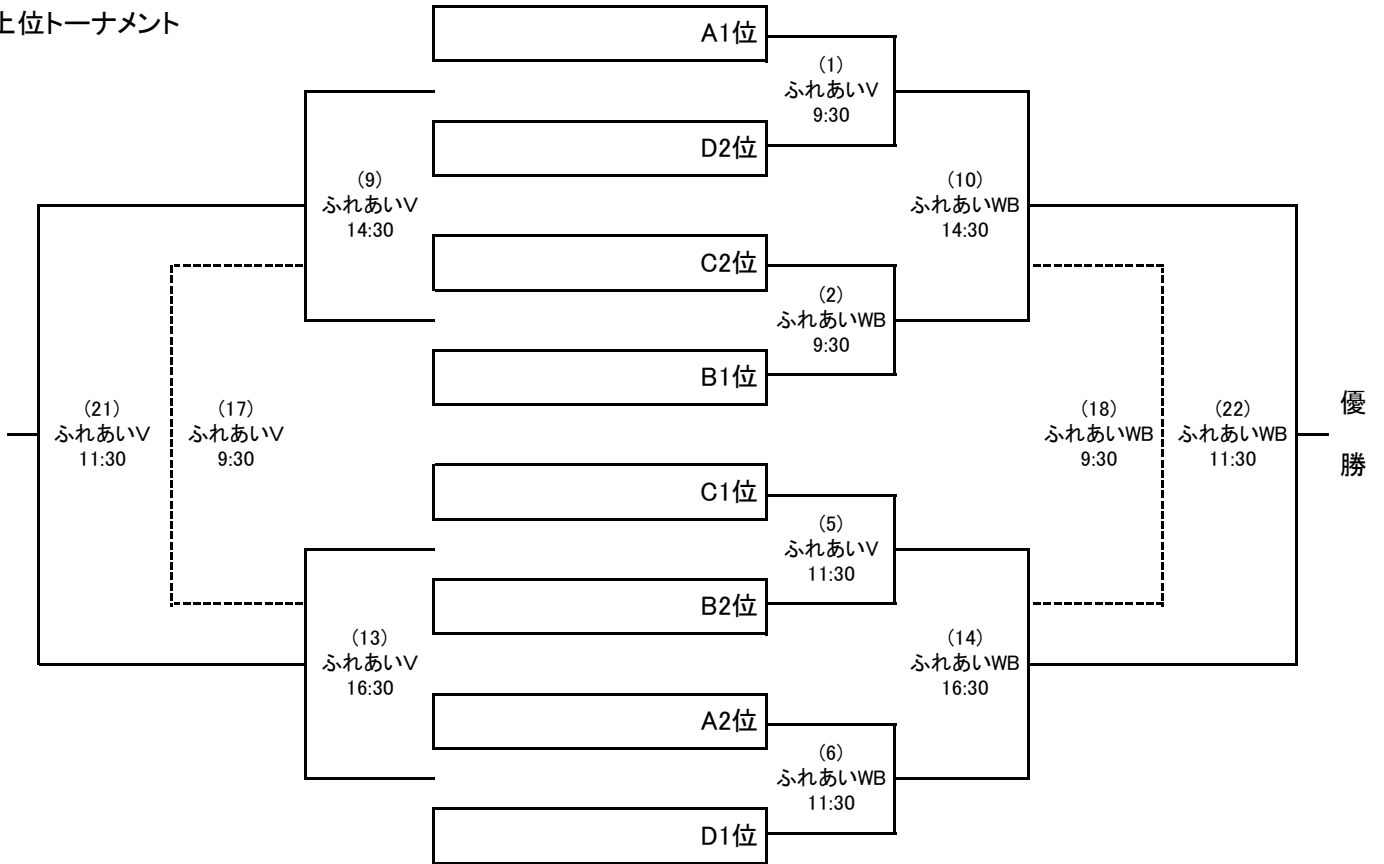 上位トーナメント
A1位
(1)
ふれあいV
9:30
D2位
(9)
ふれあいV
14:30
(10)
ふれあいWB
14:30
C2位
(2)
ふれあいWB
9:30
B1位
(21)
ふれあいV
11:30
(17)
ふれあいV
9:30
(18)
ふれあいWB
9:30
(22)
ふれあいWB
11:30
優
勝
C1位
(5)
ふれあいV
11:30
B2位
(13)
ふれあいV
16:30
(14)
ふれあいWB
16:30
A2位
(6)
ふれあいWB
11:30
D1位